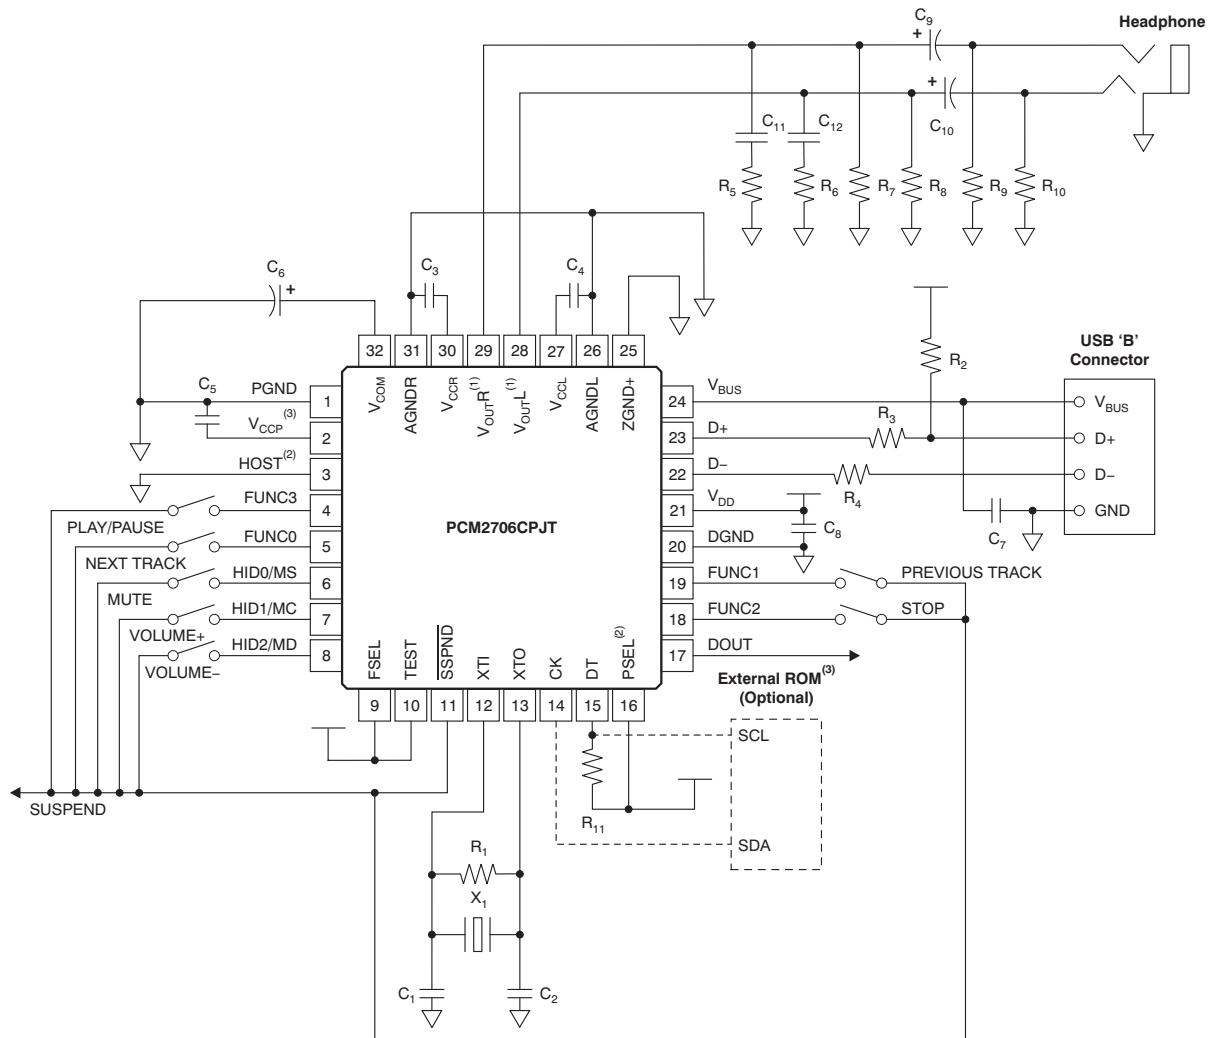 C9
Headphone
+
+
C11
C12
C10
R5
R6
R7
R8
R9
R10
C6
+
C3
C4
32
31
30
29
28
27
26
25
VCOM
AGNDR
VCCR
VOUTR(1)
VOUTL(1)
VCCL
AGNDL
ZGND+
R2
USB ‘B’
Connector
C5
PGND
1
VCCP(3)
2
HOST(2)
3
FUNC3
4
PLAY/PAUSE
FUNC0
5
NEXT TRACK
HID0/MS
6
MUTE
HID1/MC
7
VOLUME+
HID2/MD
8
VOLUME–
PCM2706CPJT
24
VBUS
VBUS
23
D+
R3
D+
22
D–
R4
D–
21
VDD
C8
C7
GND
20
DGND
19
FUNC1
PREVIOUS TRACK
18
FUNC2
STOP
17
DOUT
FSEL
TEST
SSPND
XTI
XTO
CK
DT
PSEL(2)
9
10
11
12
13
14
15
16
External ROM(3)
(Optional)
SCL
SDA
R11
SUSPEND
R1
X1
C1
C2